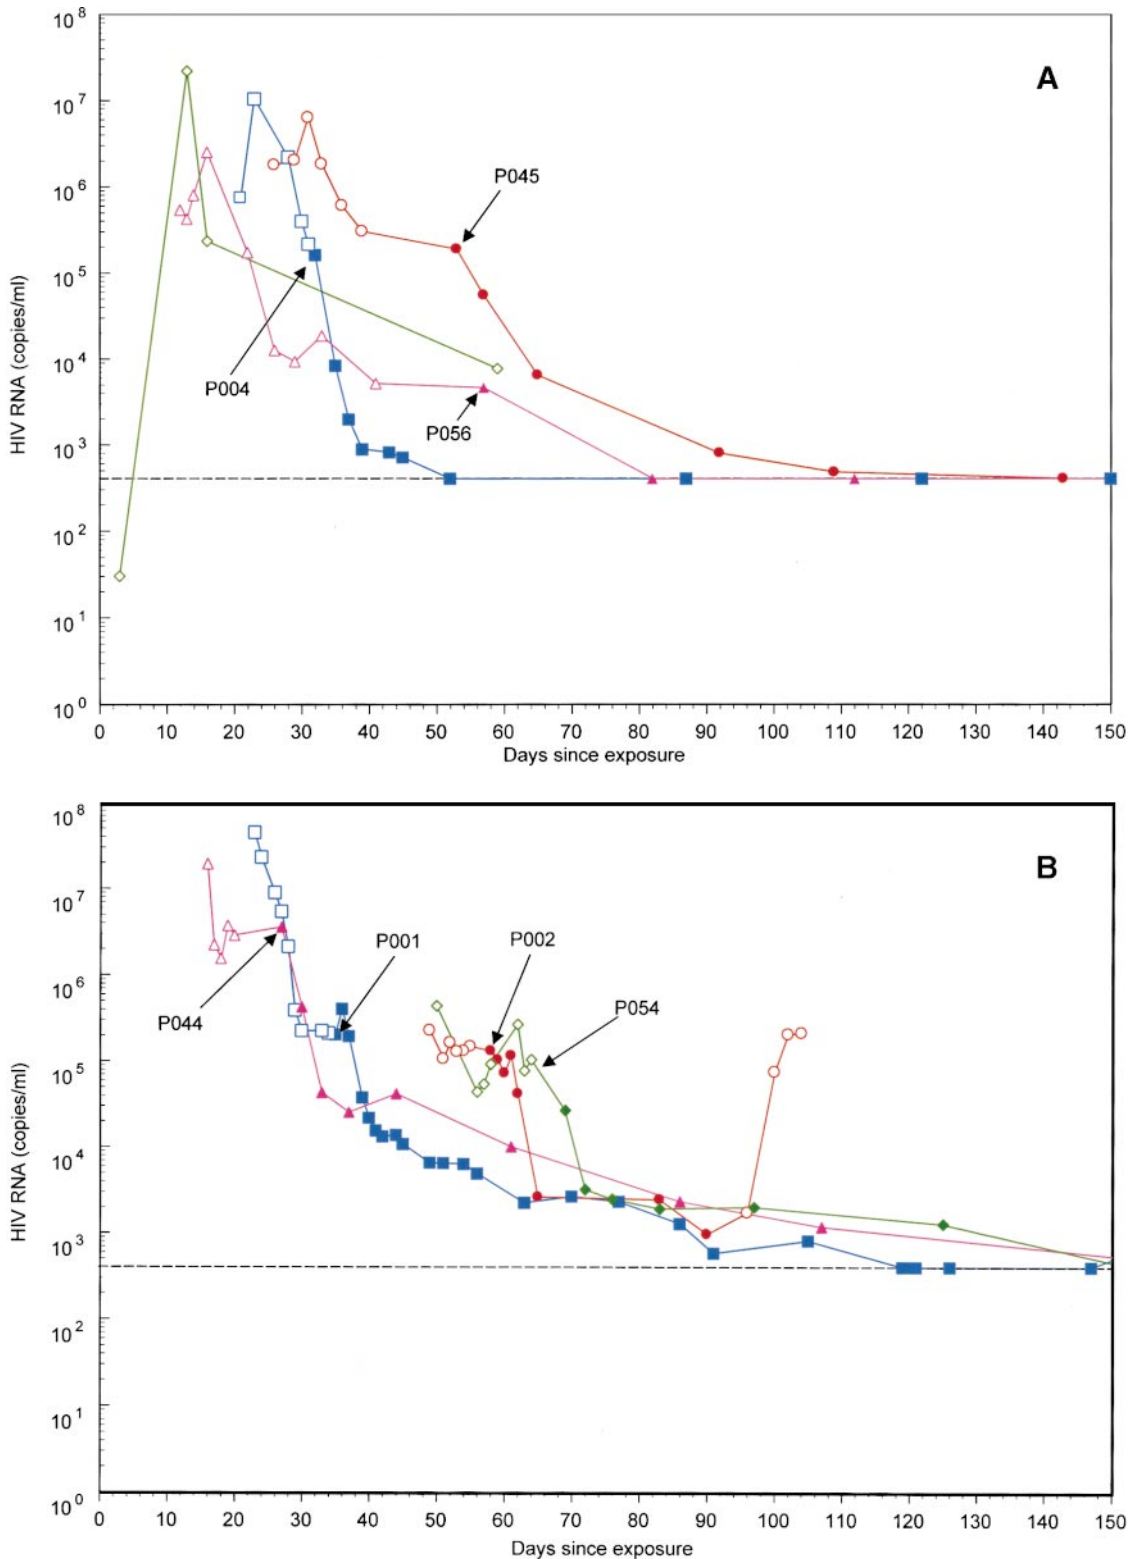 A
HIV RNA (copies/ml)
10^8
10^7
10^6
10^5
10^4
10^3
10^2
10^1
10^0
P045
P004
P056
0 10 20 30 40 50 60 70 80 90 100 110 120 130 140 150
Days since exposure
B
HIV RNA (copies/ml)
10^8
10^7
10^6
10^5
10^4
10^3
10^2
10^1
10^0
P001
P002
P044
P054
0 10 20 30 40 50 60 70 80 90 100 110 120 130 140 150
Days since exposure